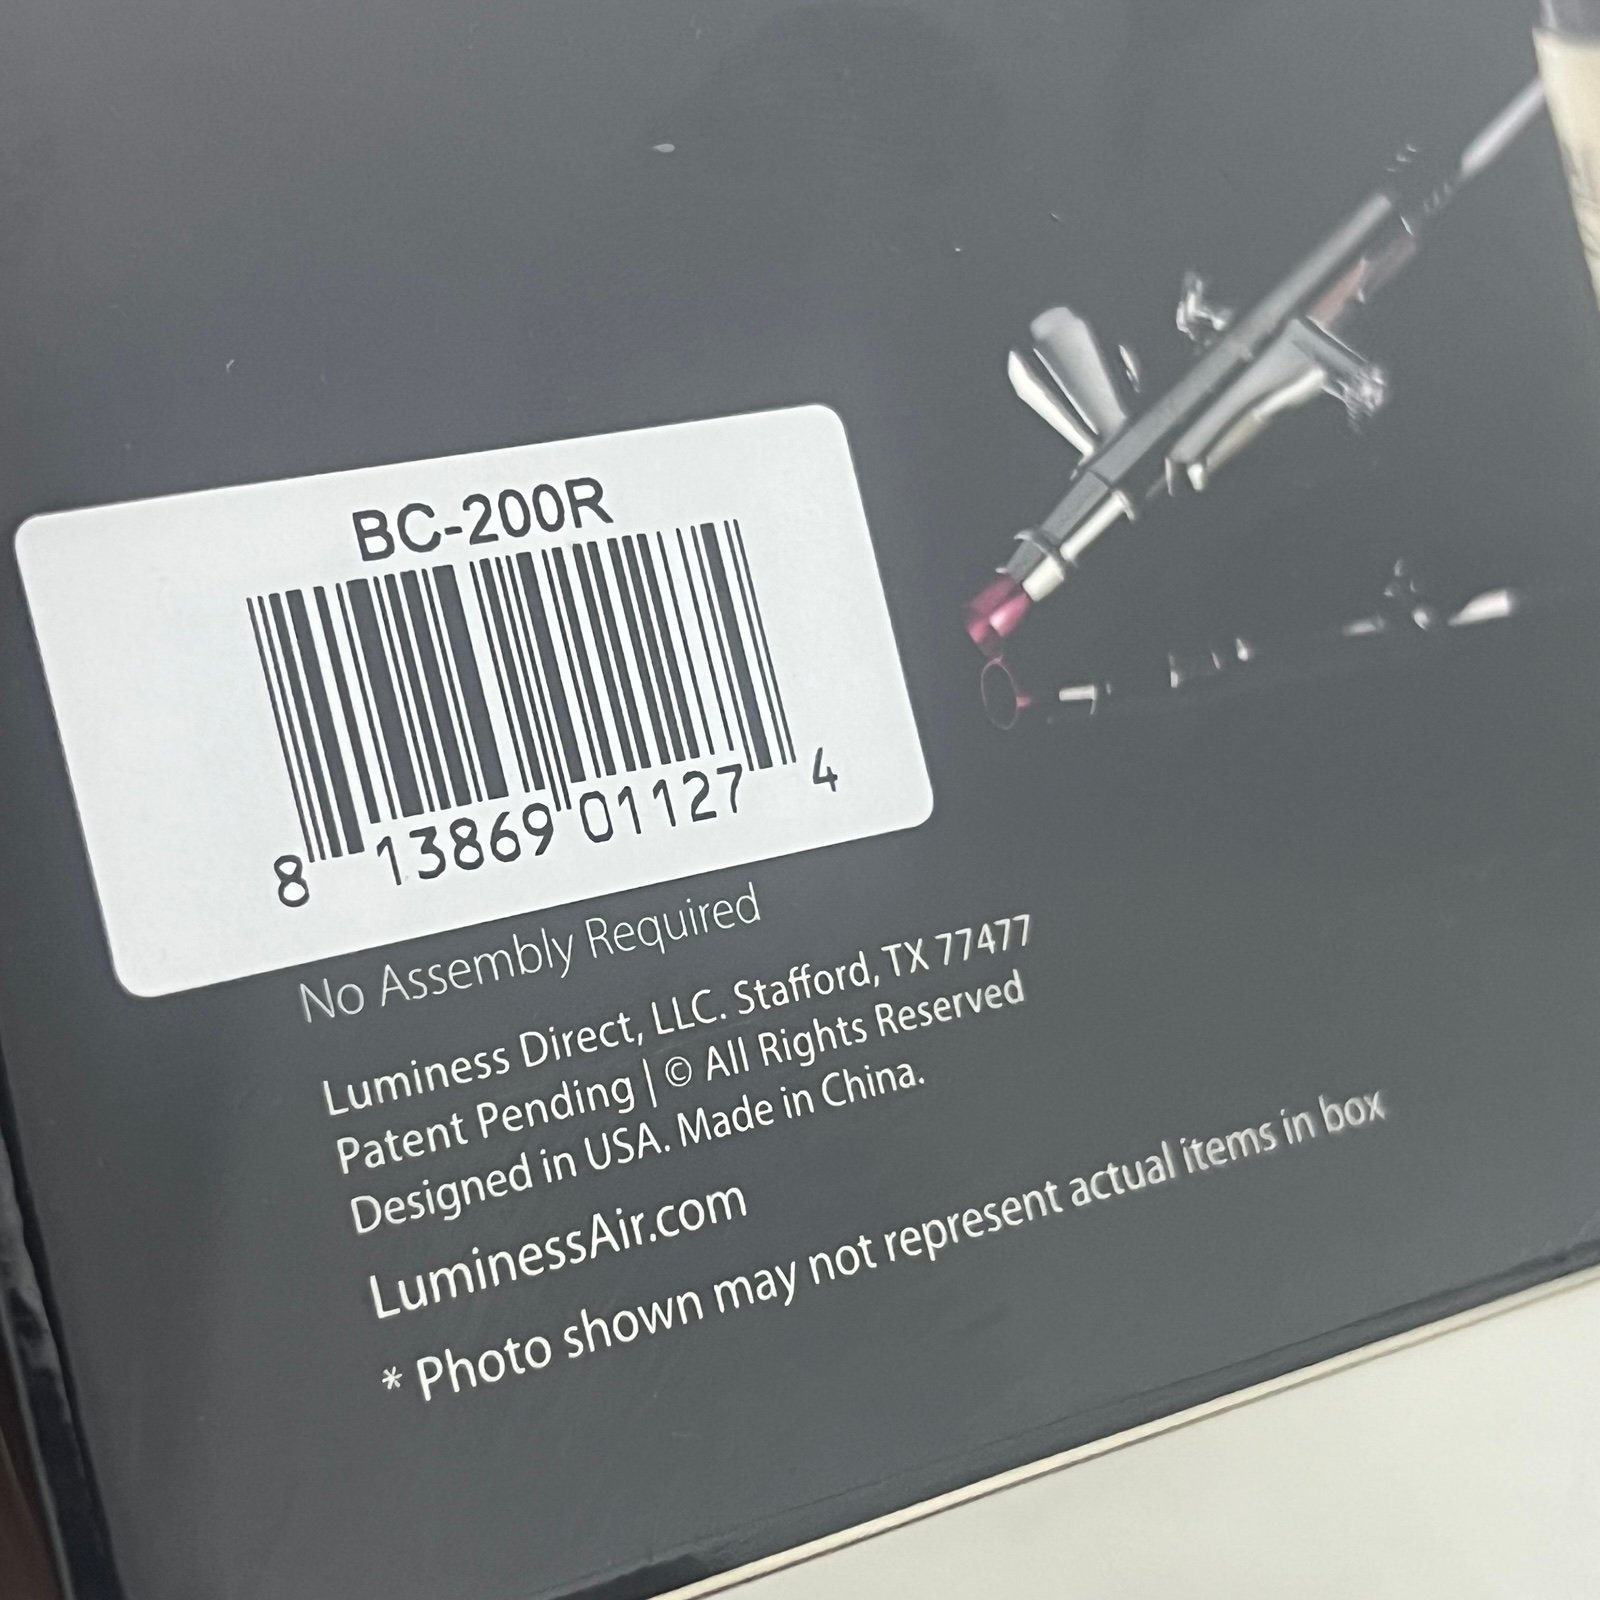 BC-200R
8 13869 01127 4
No Assembly Required
Luminess Direct, LLC. Stafford, TX 77477
Patent Pending | © All Rights Reserved
Designed in USA. Made in China.
LuminessAir.com
* Photo shown may not represent actual items in box